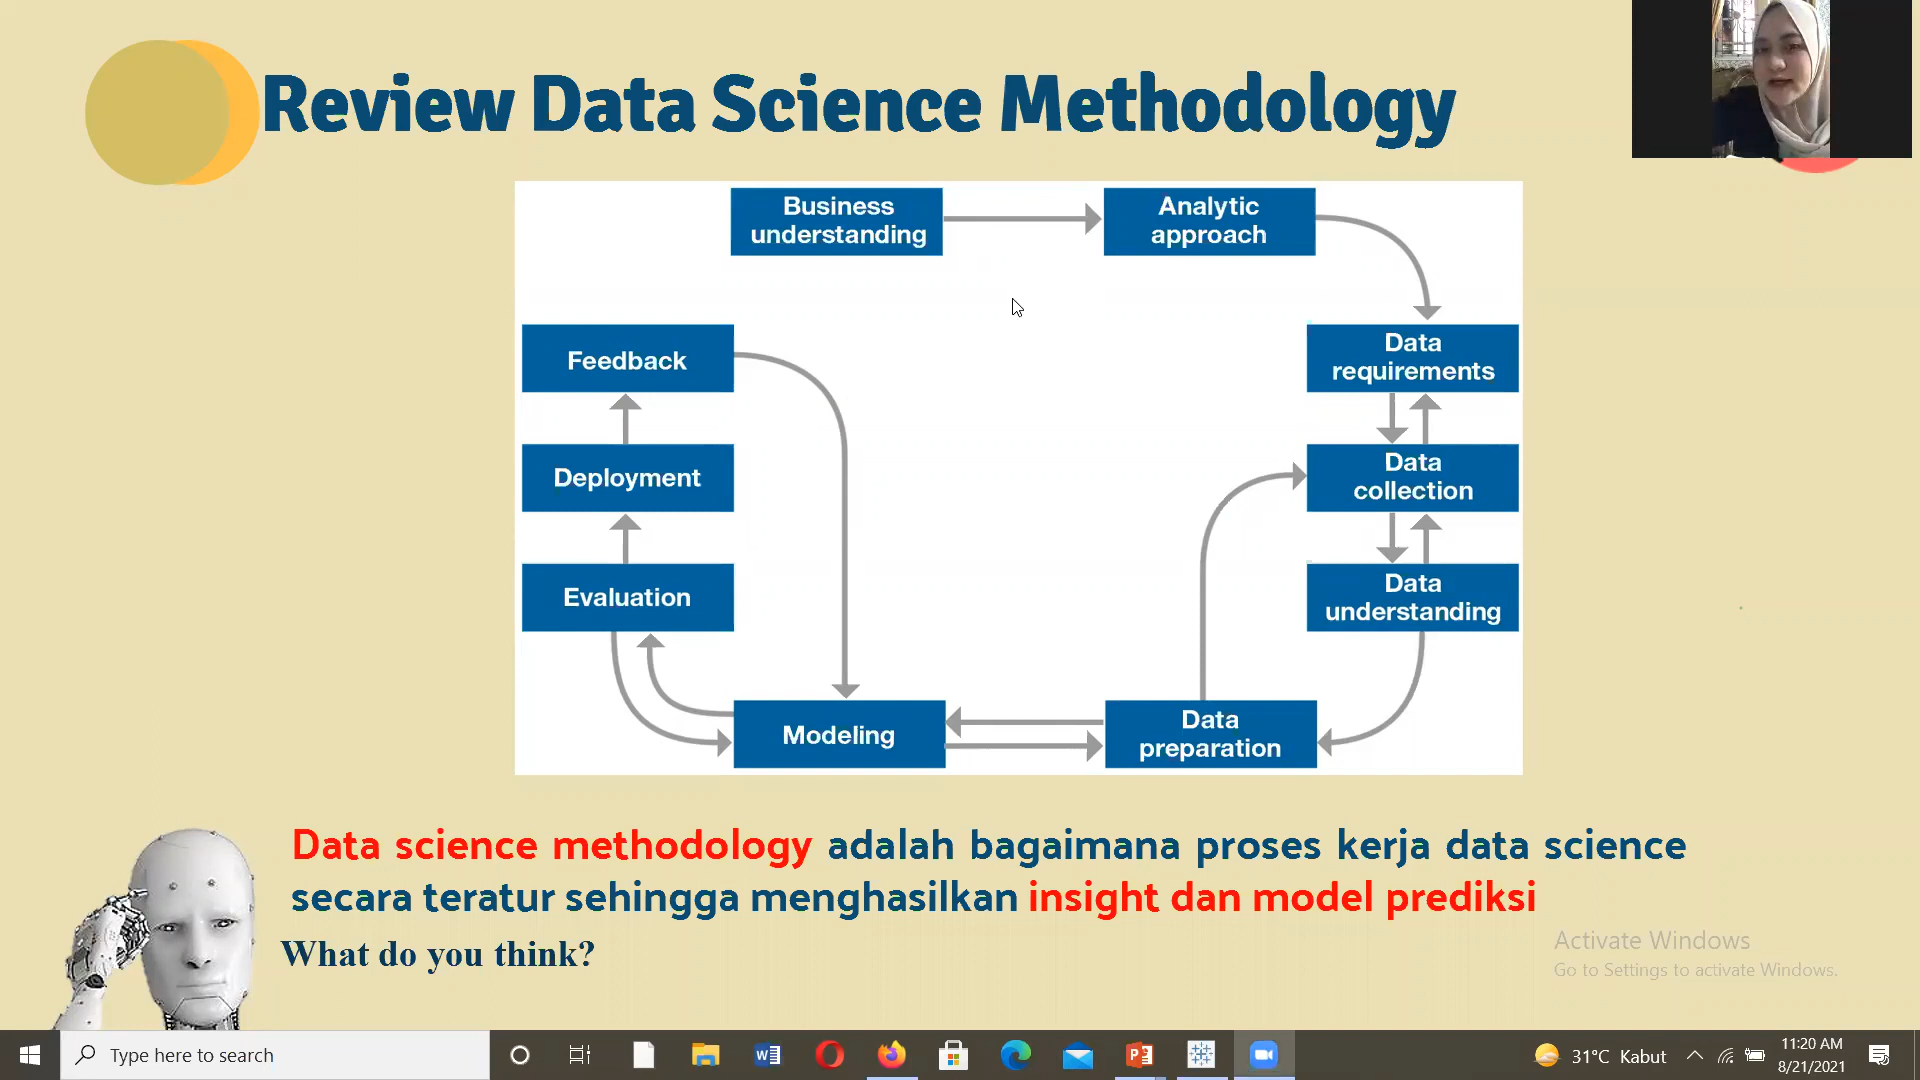 Review Data Science Methodology
Business
understanding
Analytic
approach
Feedback
Data
requirements
Deployment
Data
collection
Evaluation
Data
understanding
Modeling
Data
preparation
Data science methodology adalah bagaimana proses kerja data science
secara teratur sehingga menghasilkan insight dan model prediksi
What do you think?
Activate Windows
Go to Settings to activate Windows.
Type here to search
31°C Kabut
11:20 AM
8/21/2021